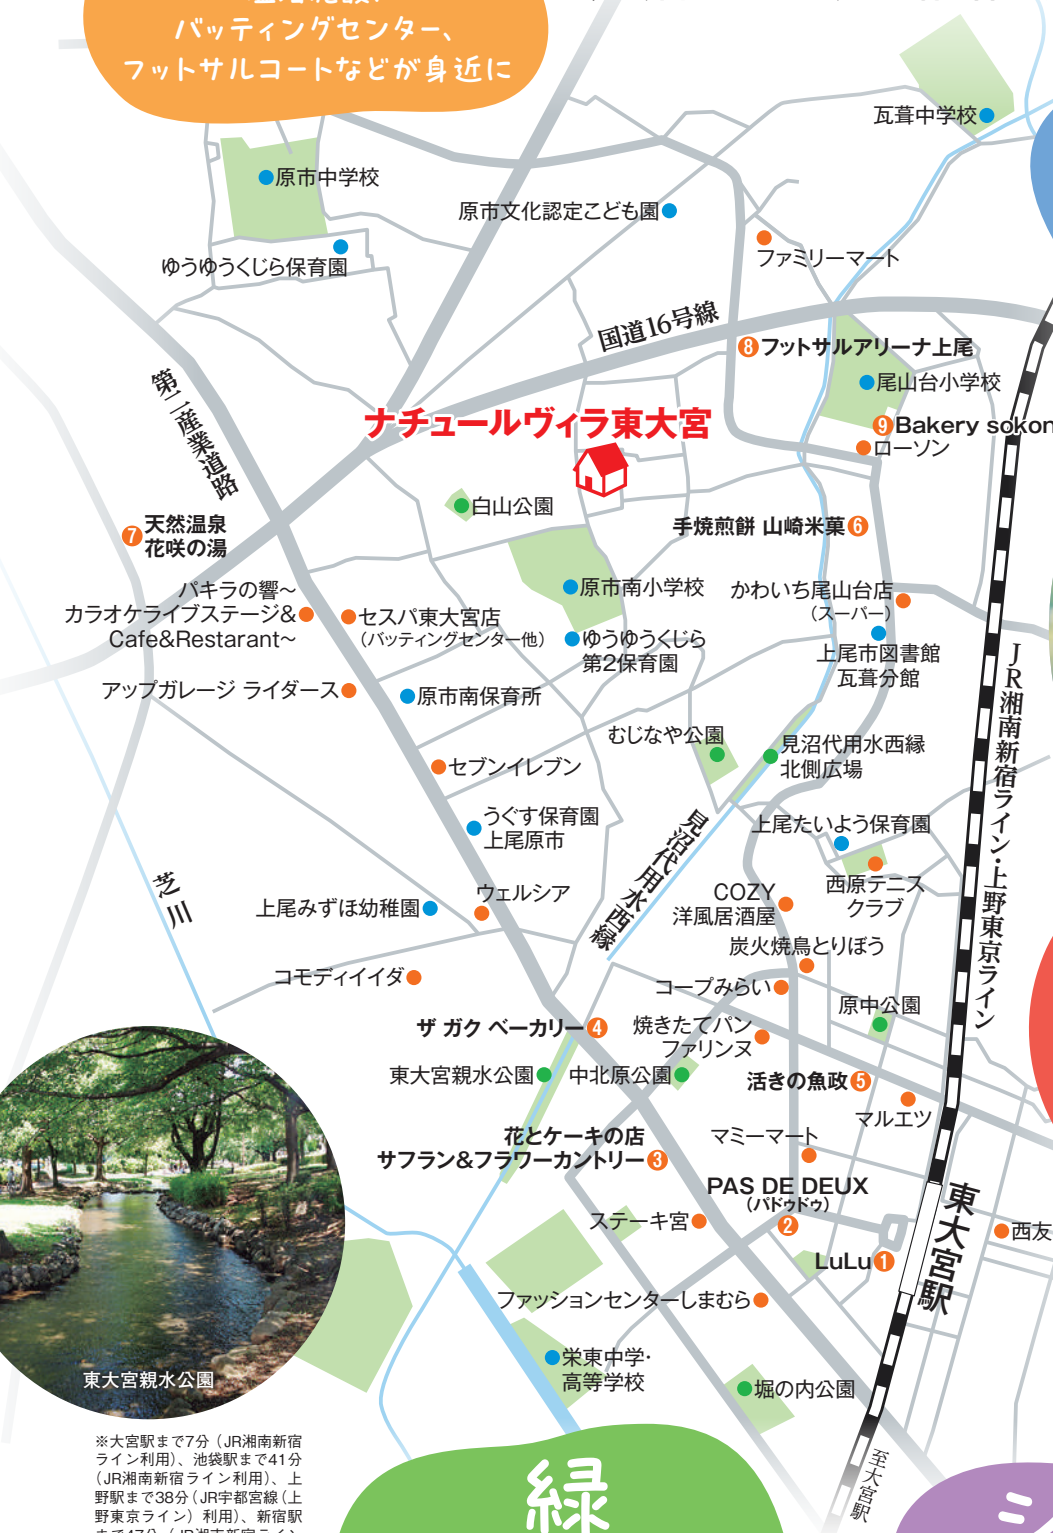 バッティングセンター、
フットサルコートなどが身近に
瓦葺中学校
原市中学校
原市文化認定こども園
ゆうゆうくじら保育園
ファミリーマート
国道16号線
8 フットサルアリーナ上尾
尾山台小学校
第二産業道路
ナチュールヴィラ東大宮
9 Bakery sokon
ローソン
白山公園
7 天然温泉
花咲の湯
手焼煎餅 山崎米菓 6
パキラの響～
カラオケライブステージ&
Cafe&Restarant～
セスパ東大宮店
（バッティングセンター他）
原市南小学校
かわいち尾山台店
（スーパー）
ゆうゆうくじら
第2保育園
上尾市図書館
瓦葺分館
アップガレージ ライダース
原市南保育所
JR湘南新宿ライン・上野東京ライン
むじなや公園
見沼代用水西縁
北側広場
セブンイレブン
うぐす保育園
上尾原市
見沼代用水西縁
上尾たいよう保育園
芝川
上尾みずほ幼稚園
ウェルシア
COZY
洋風居酒屋
西原テニス
クラブ
炭火焼鳥とりぼう
コモディイイダ
コープみらい
原中公園
ザ ガク ベーカリー 4
焼きたてパン
ファリンヌ
東大宮親水公園
中北原公園
活きの魚政 5
マルエツ
花とケーキの店
サフラン&フラワーカントリー 3
マミーマート
PAS DE DEUX
（パドゥドゥ）
2
ステーキ宮
東大宮駅
西友
LuLu 1
ファッションセンターしまむら
栄東中学・
高等学校
堀の内公園
東大宮親水公園
至大宮駅
※大宮駅まで7分（JR湘南新宿
ライン利用）、池袋駅まで41分
（JR湘南新宿ライン利用）、上
野駅まで38分（JR宇都宮線（上
野東京ライン）利用）、新宿駅
緑
ミ